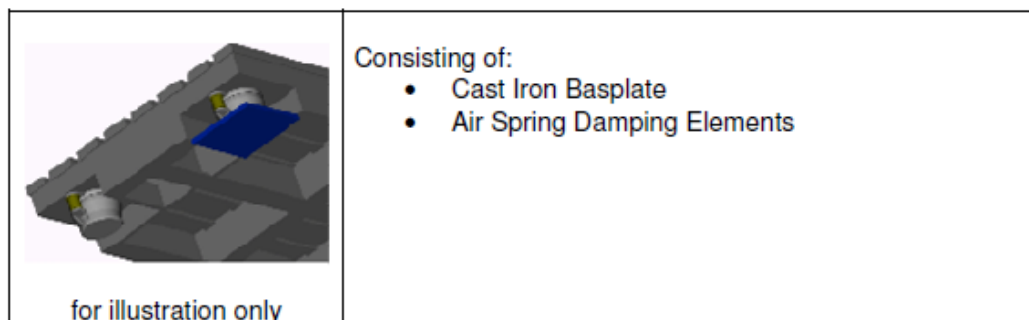 Consisting of:
• Cast Iron Basplate
• Air Spring Damping Elements
for illustration only